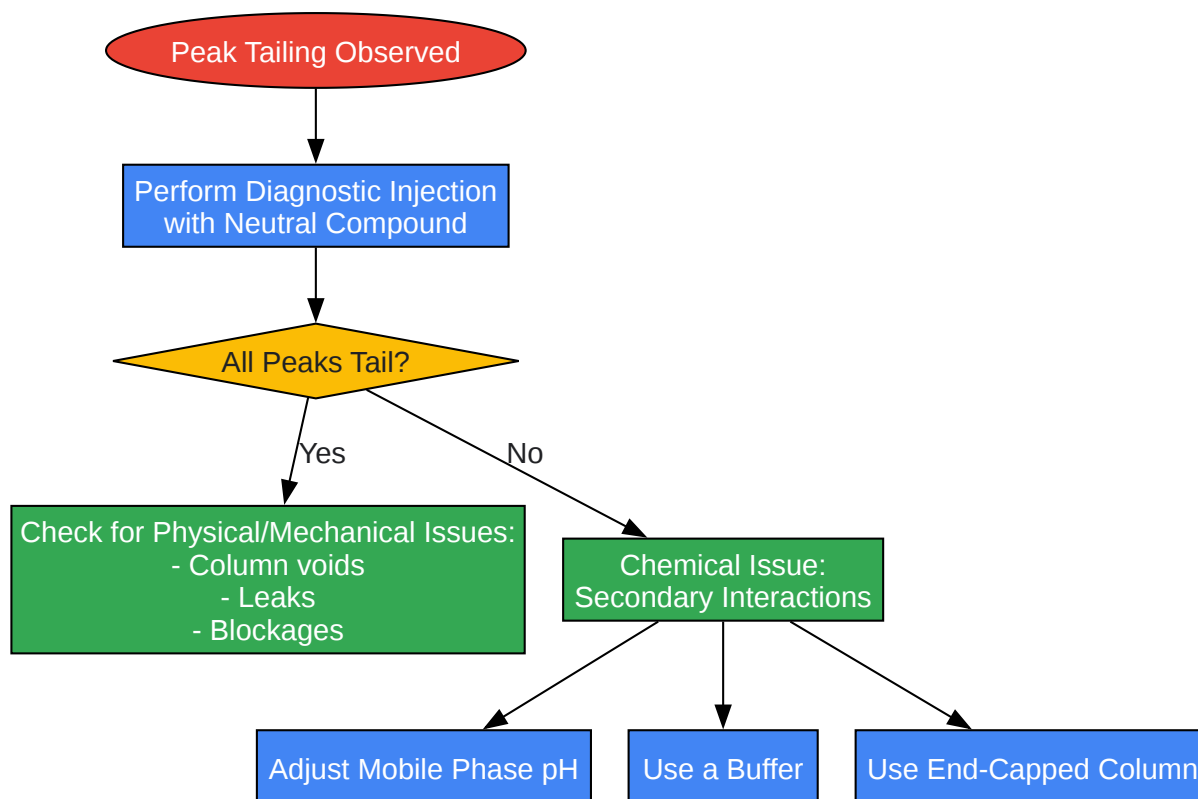 Peak Tailing Observed
Perform Diagnostic Injection
with Neutral Compound
All Peaks Tail?
Yes
No
Check for Physical/Mechanical Issues:
- Column voids
- Leaks
- Blockages
Chemical Issue:
Secondary Interactions
Adjust Mobile Phase pH
Use a Buffer
Use End-Capped Column